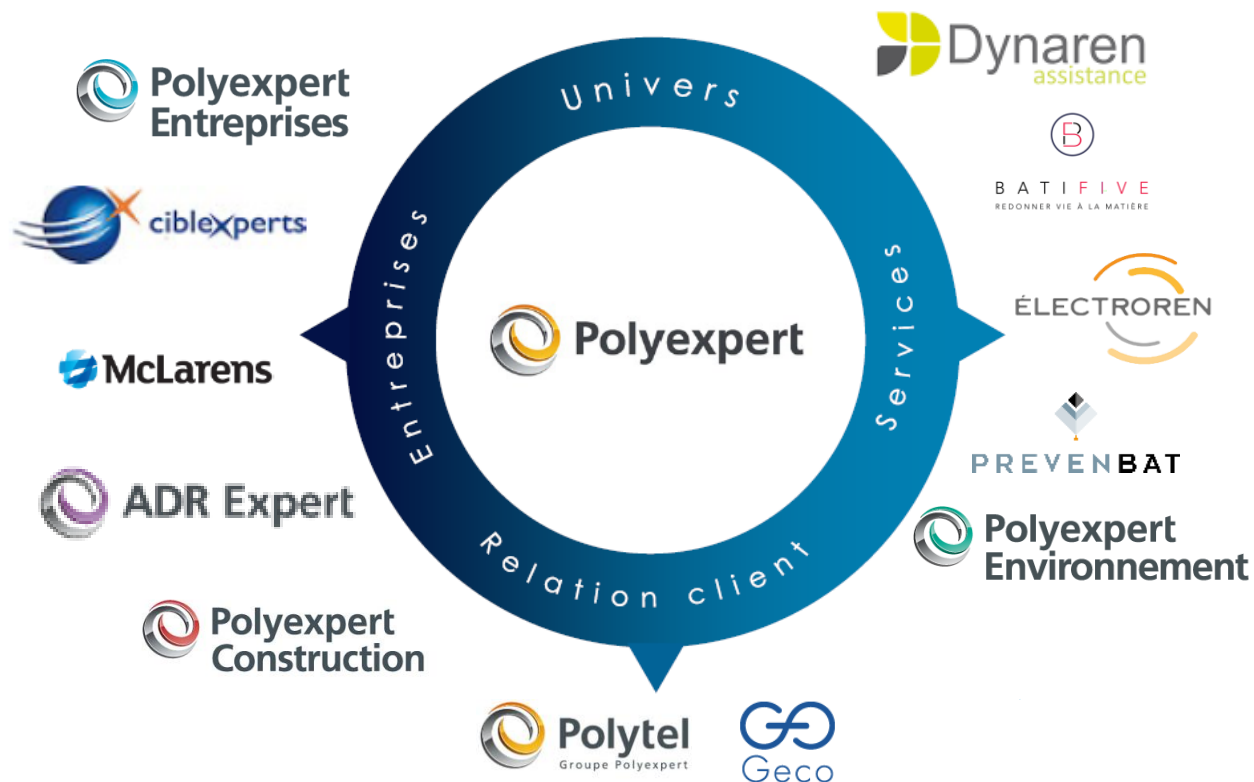 Dynaren
assistance
Polyexpert
Entreprises
Univers
BATIFIVE
REDONNER VIE À LA MATIÈRE
ciblexperts
Entreprises
Services
ÉLECTROREN
Polyexpert
McLarens
PREVENBAT
ADR Expert
Polyexpert
Environnement
Relation client
Polyexpert
Construction
Polytel
Groupe Polyexpert
Geco